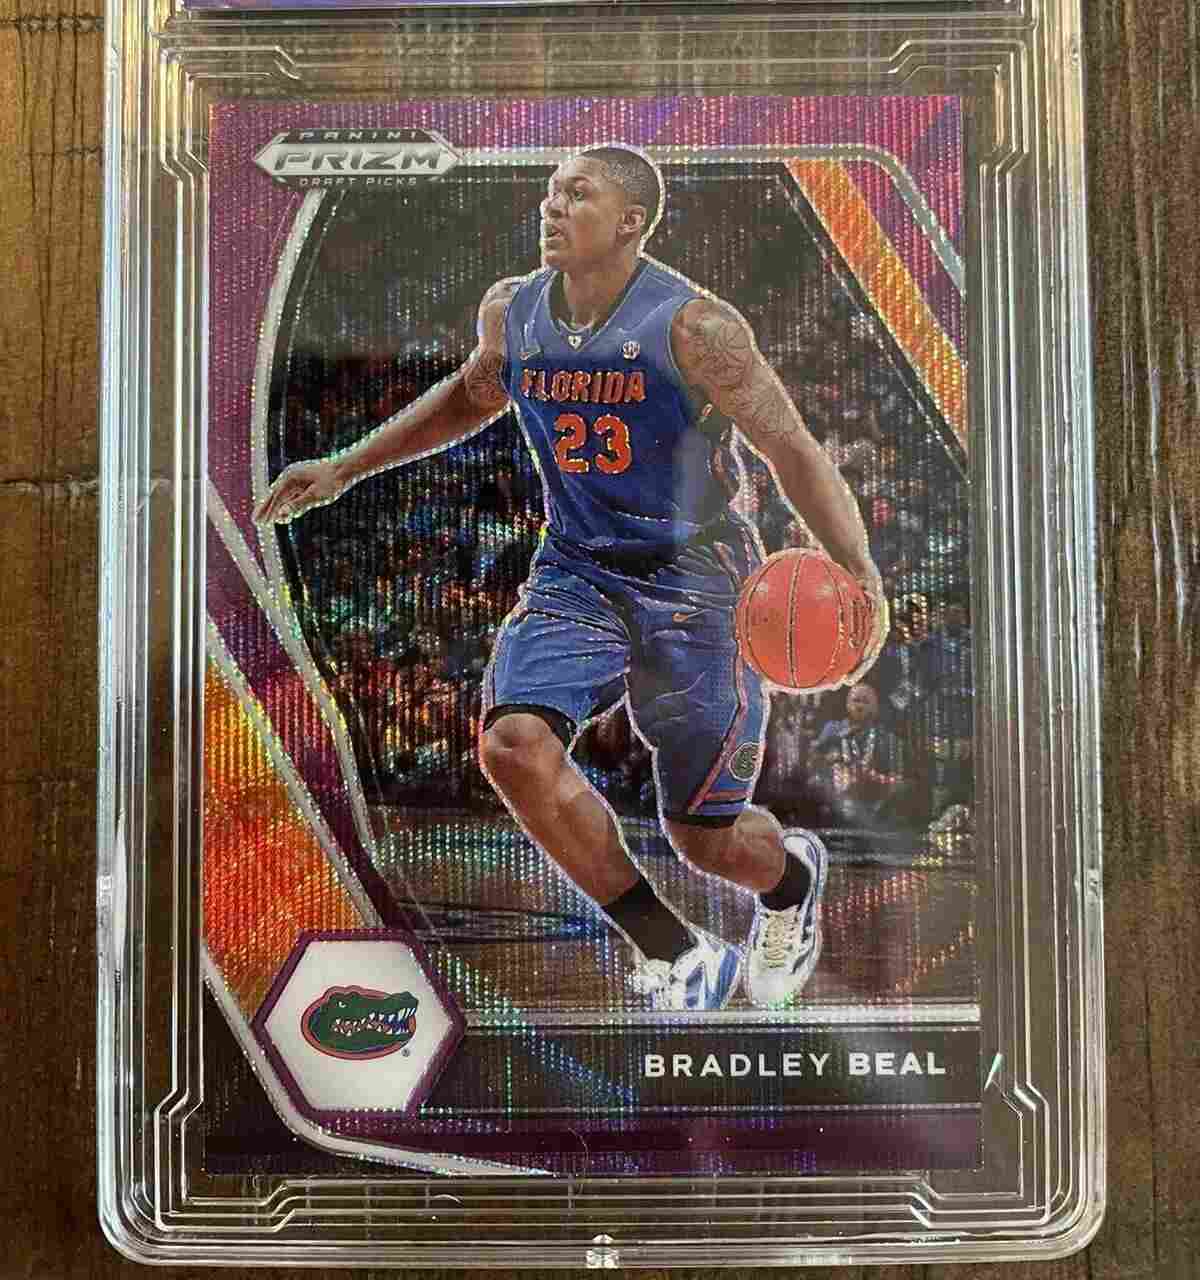 PANINI
PRIZM
DRAFT PICKS
FLORIDA
23
BRADLEY BEAL
®